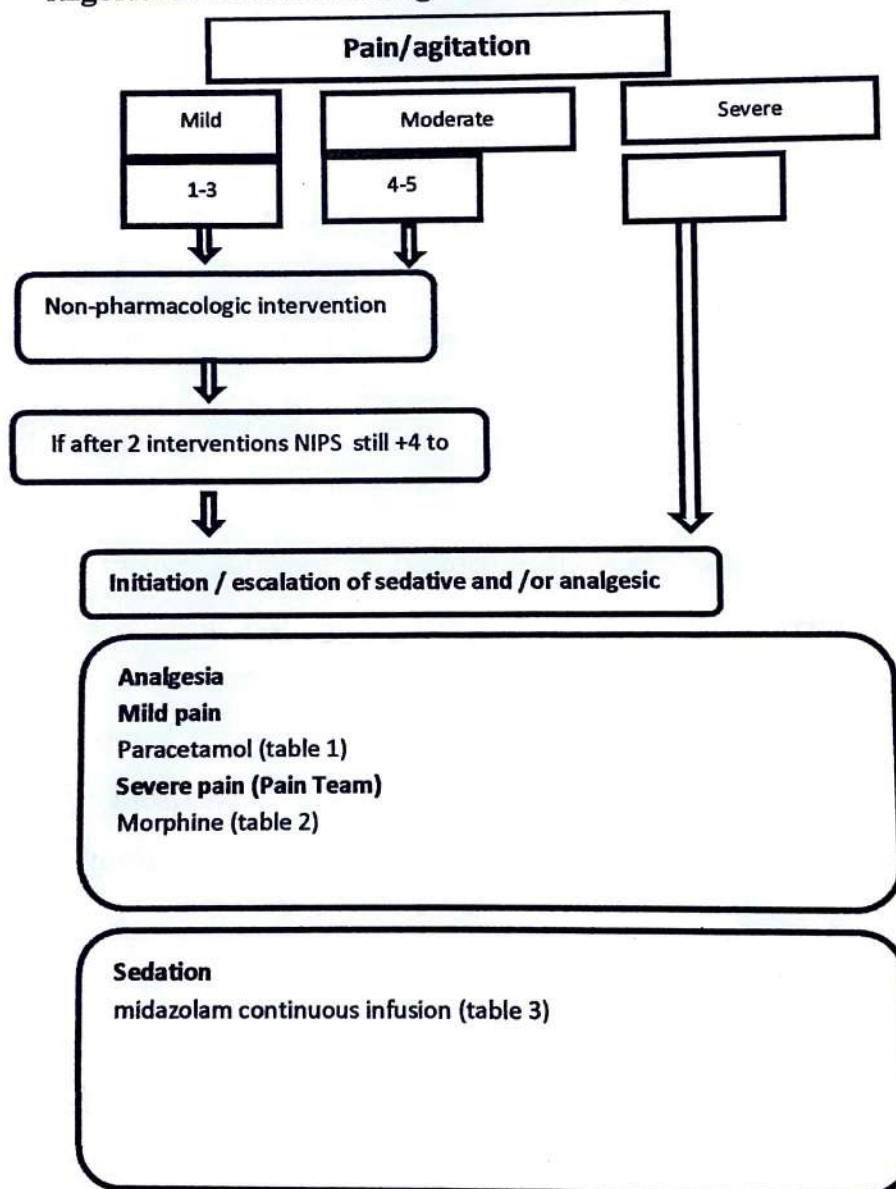 Pain/agitation
Mild
Moderate
Severe
1-3
4-5
Non-pharmacologic intervention
If after 2 interventions NIPS still +4 to
Initiation / escalation of sedative and /or analgesic
Analgesia
Mild pain
Paracetamol (table 1)
Severe pain (Pain Team)
Morphine (table 2)
Sedation
midazolam continuous infusion (table 3)